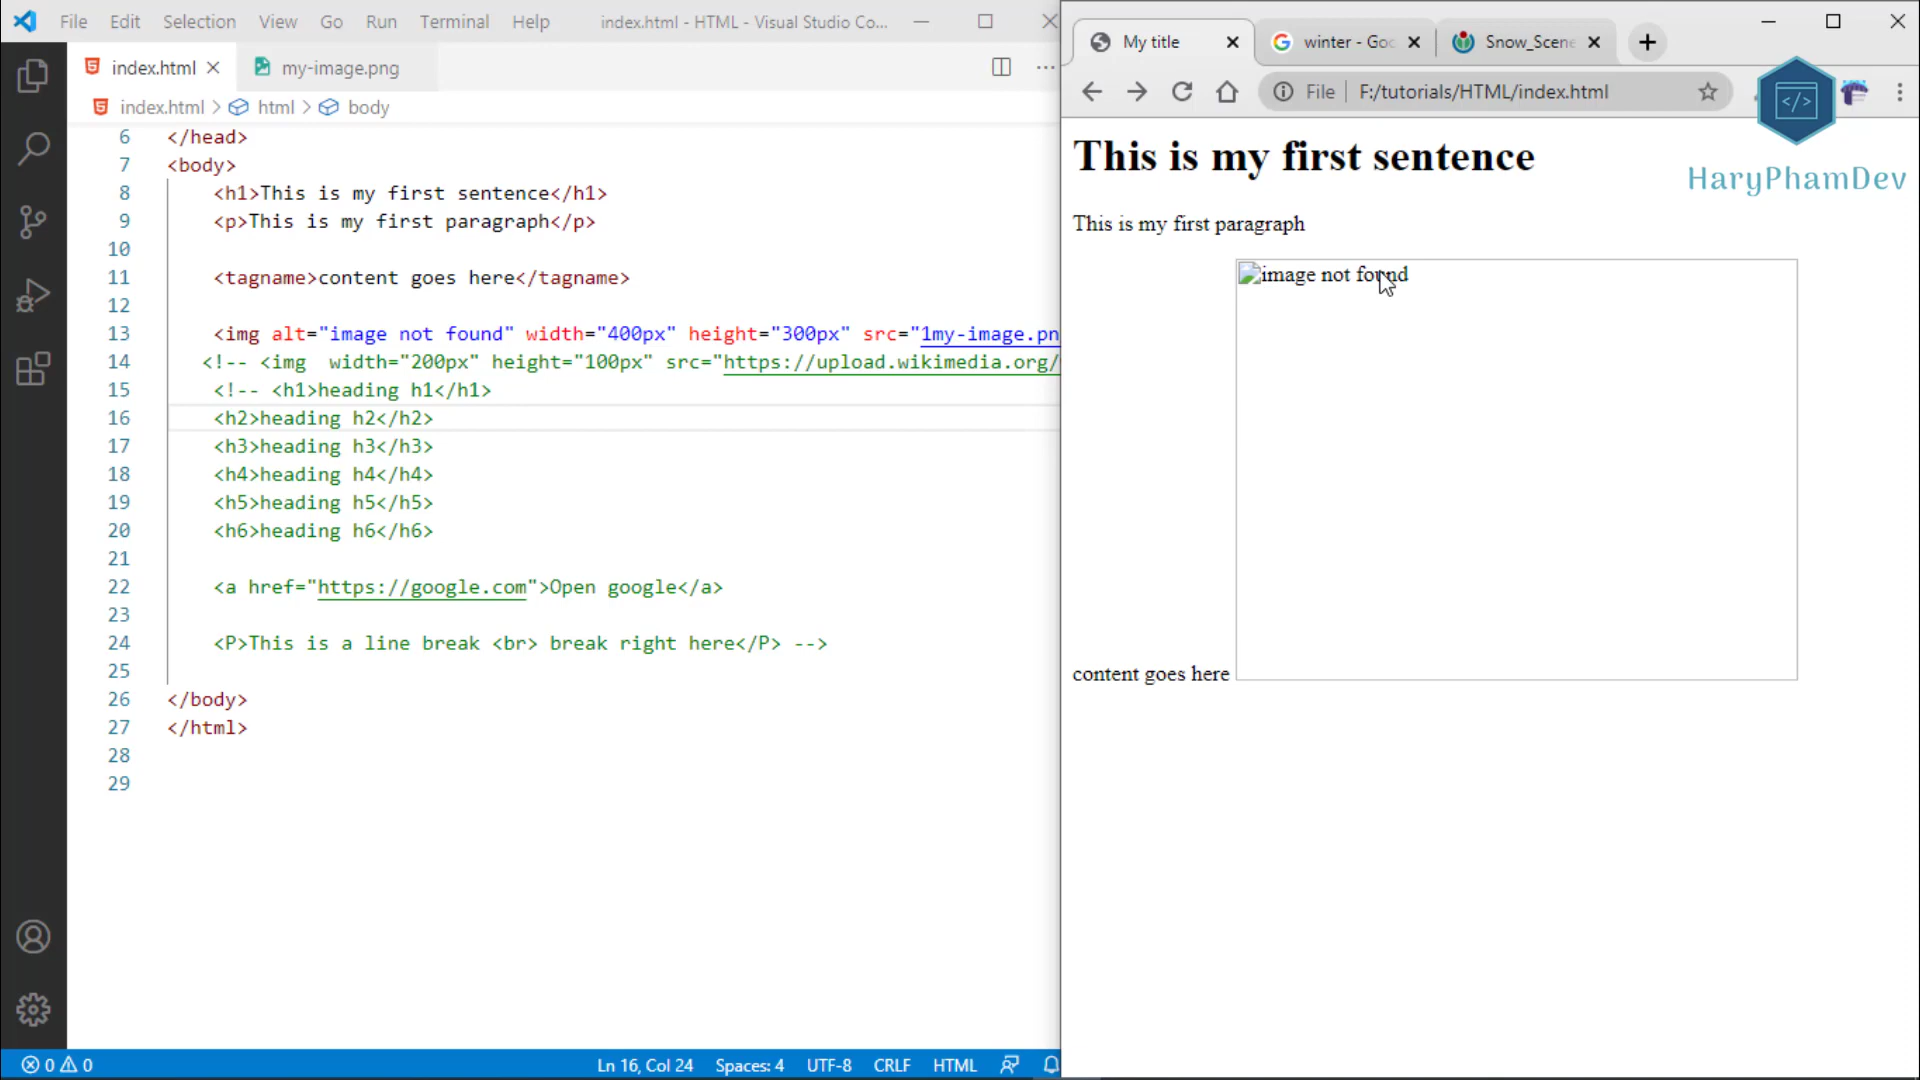 File Edit Selection View Go Run Terminal Help index.html - HTML - Visual Studio Co...
index.html my-image.png
index.html > html > body
6 </head>
7 <body>
8 <h1>This is my first sentence</h1>
9 <p>This is my first paragraph</p>
10
11 <tagname>content goes here</tagname>
12
13 <img alt="image not found" width="400px" height="300px" src="1my-image.pn
14 <!-- <img  width="200px" height="100px" src="https://upload.wikimedia.org/
15 <!-- <h1>heading h1</h1>
16 <h2>heading h2</h2>
17 <h3>heading h3</h3>
18 <h4>heading h4</h4>
19 <h5>heading h5</h5>
20 <h6>heading h6</h6>
21
22 <a href="https://google.com">Open google</a>
23
24 <P>This is a line break <br> break right here</P> -->
25
26 </body>
27 </html>
28
29
0 0 Ln 16, Col 24 Spaces: 4 UTF-8 CRLF HTML
My title winter - Goo Snow_Scene
File F:/tutorials/HTML/index.html
</>
HaryPhamDev
This is my first sentence
This is my first paragraph
image not found
content goes here